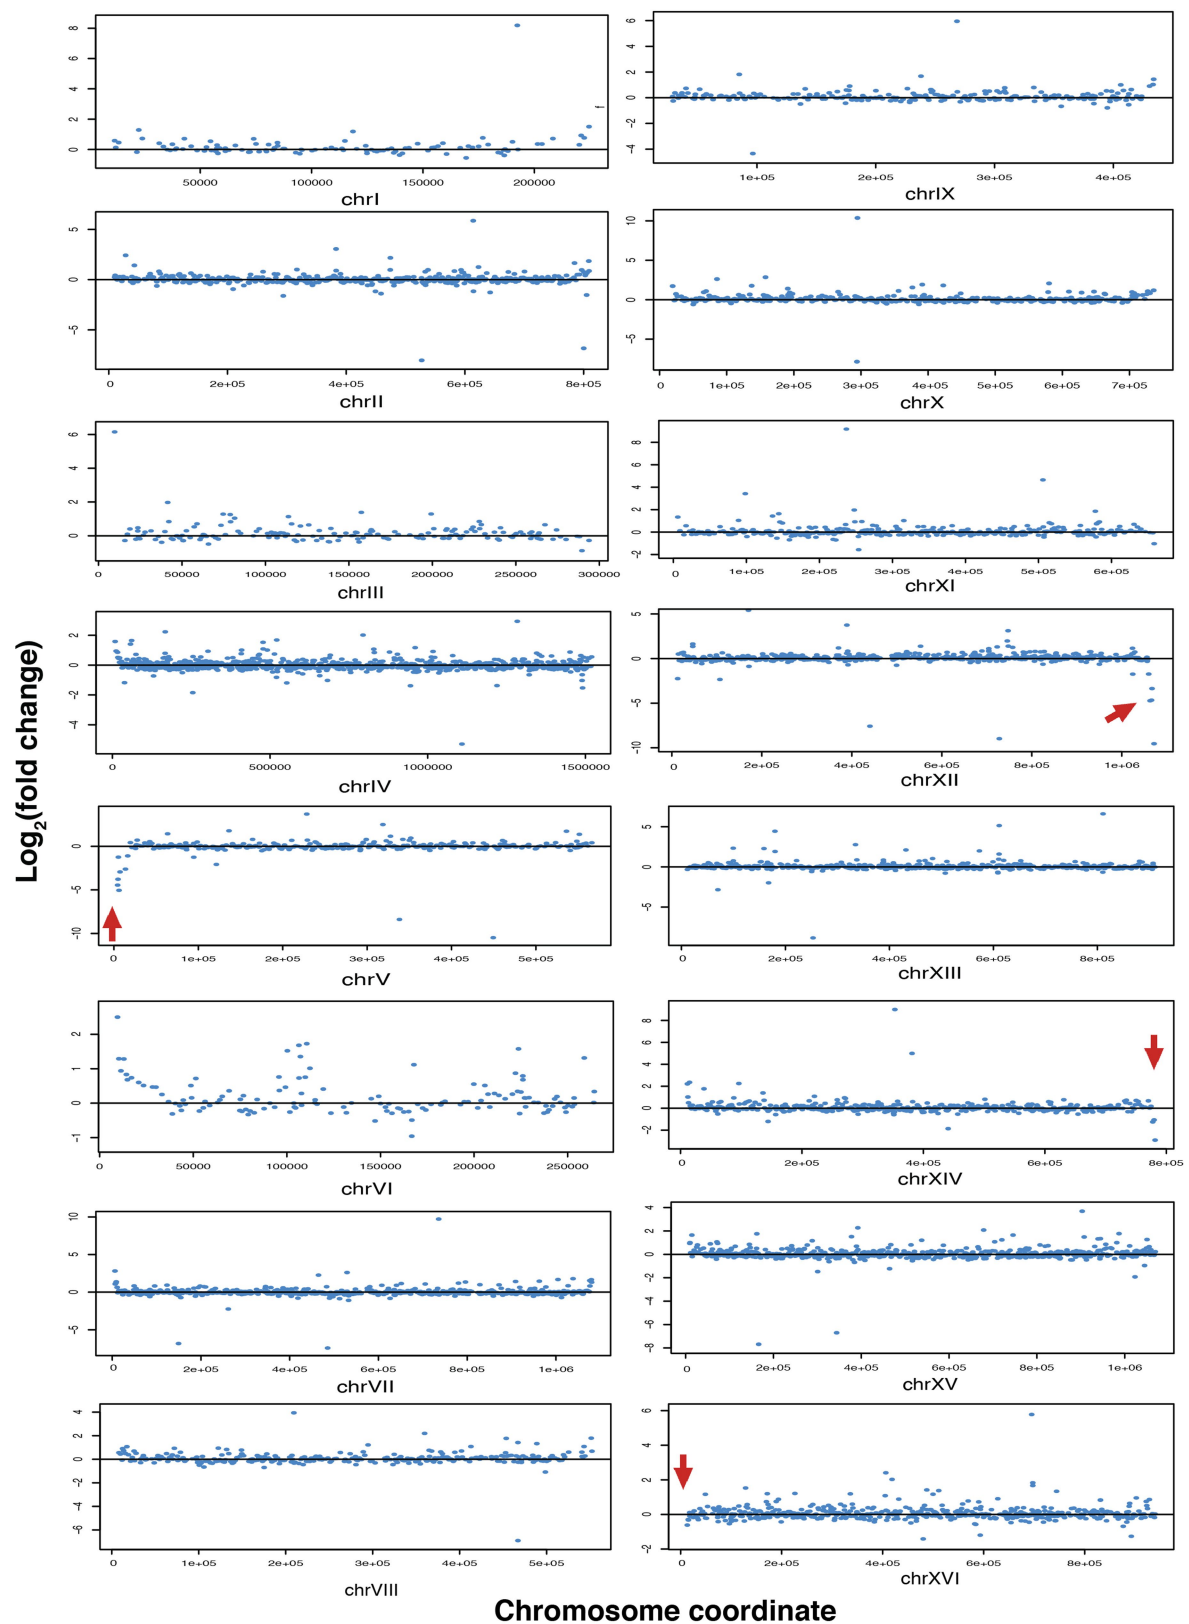 Log2(fold change)
8
6
4
2
0
f
50000 100000 150000 200000
chrI
5
0
−5
0 2e+05 4e+05 6e+05 8e+05
chrII
6
4
2
0
0 50000 100000 150000 200000 250000 300000
chrIII
2
0
−2
−4
0 500000 1000000 1500000
chrIV
0
−5
−10
0 1e+05 2e+05 3e+05 4e+05 5e+05
chrV
2
1
0
−1
0 50000 100000 150000 200000 250000
chrVI
10
5
0
−5
0 2e+05 4e+05 6e+05 8e+05 1e+06
chrVII
4
2
0
−2
−4
−6
0 1e+05 2e+05 3e+05 4e+05 5e+05
chrVIII
6
4
2
0
−2
−4
1e+05 2e+05 3e+05 4e+05
chrIX
10
5
0
−5
0 1e+05 2e+05 3e+05 4e+05 5e+05 6e+05 7e+05
chrX
8
6
4
2
0
−2
0 1e+05 2e+05 3e+05 4e+05 5e+05 6e+05
chrXI
5
0
−5
−10
0 2e+05 4e+05 6e+05 8e+05 1e+06
chrXII
5
0
−5
0 2e+05 4e+05 6e+05 8e+05
chrXIII
8
6
4
2
0
−2
0 2e+05 4e+05 6e+05 8e+05
chrXIV
4
2
0
−2
−4
−6
−8
0 2e+05 4e+05 6e+05 8e+05 1e+06
chrXV
6
4
2
0
−2
0 2e+05 4e+05 6e+05 8e+05
chrXVI
Chromosome coordinate